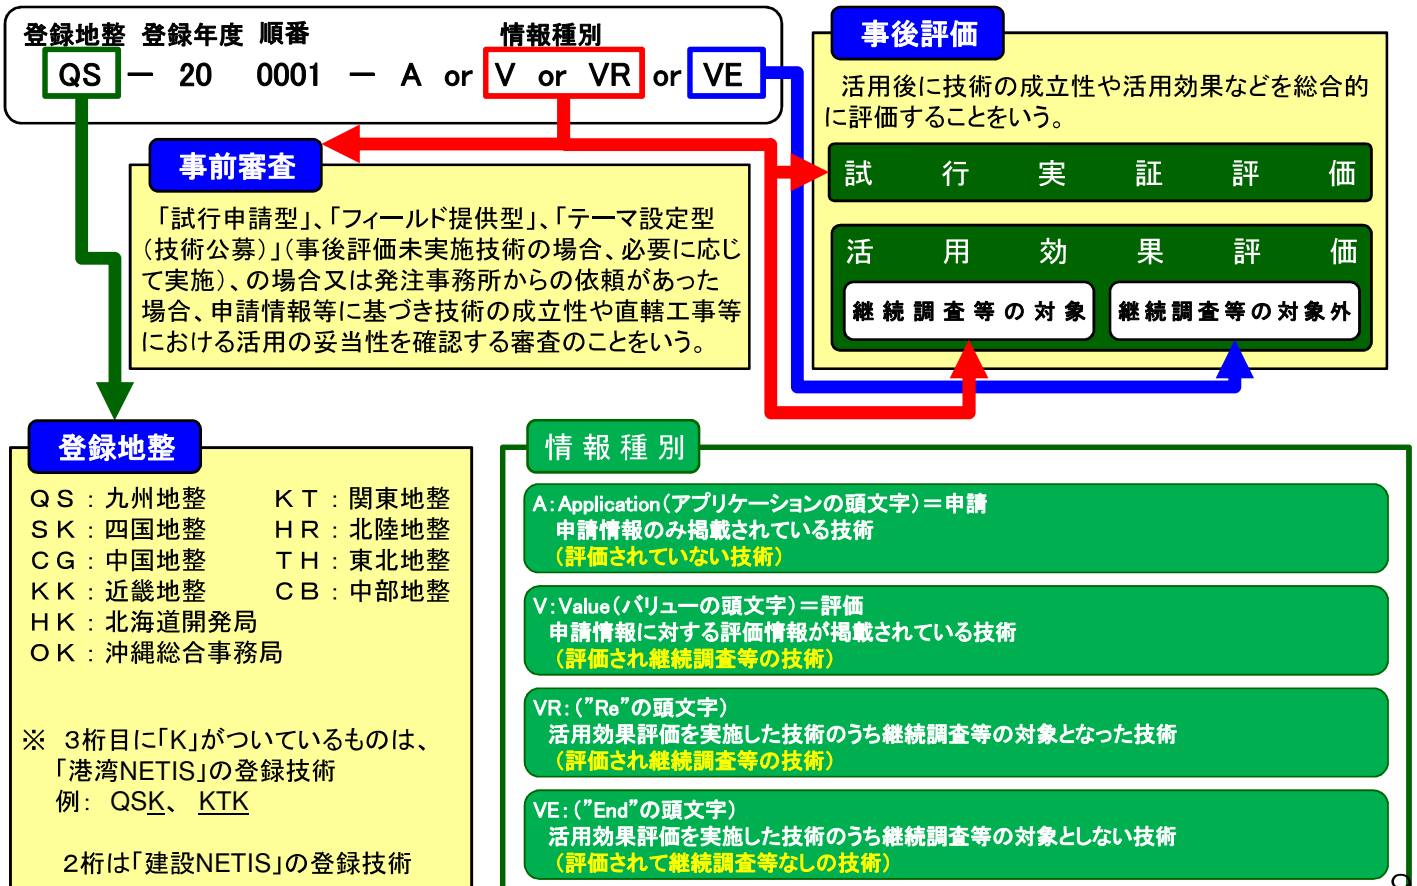 登録地整 登録年度 順番 情報種別
QS － 20 0001 － A or V or VR or VE
事後評価
活用後に技術の成立性や活用効果などを総合的
に評価することをいう。
試行実証評価
活用効果評価
継続調査等の対象 継続調査等の対象外
事前審査
「試行申請型」、「フィールド提供型」、「テーマ設定型
（技術公募）」（事後評価未実施技術の場合、必要に応じ
て実施）、の場合又は発注事務所からの依頼があった
場合、申請情報等に基づき技術の成立性や直轄工事等
における活用の妥当性を確認する審査のことをいう。
登録地整
ＱＳ：九州地整 ＫＴ：関東地整
ＳＫ：四国地整 ＨＲ：北陸地整
ＣＧ：中国地整 ＴＨ：東北地整
ＫＫ：近畿地整 ＣＢ：中部地整
ＨＫ：北海道開発局
ＯＫ：沖縄総合事務局
※ 3桁目に「K」がついているものは、
「港湾NETIS」の登録技術
例： QSK、 KTK
2桁は「建設NETIS」の登録技術
情報種別
A：Application（アプリケーションの頭文字）＝申請
申請情報のみ掲載されている技術
（評価されていない技術）
V：Value（バリューの頭文字）＝評価
申請情報に対する評価情報が掲載されている技術
（評価され継続調査等の技術）
VR：（”Re”の頭文字）
活用効果評価を実施した技術のうち継続調査等の対象となった技術
（評価され継続調査等の技術）
VE：（”End”の頭文字）
活用効果評価を実施した技術のうち継続調査等の対象としない技術
（評価されて継続調査等なしの技術）